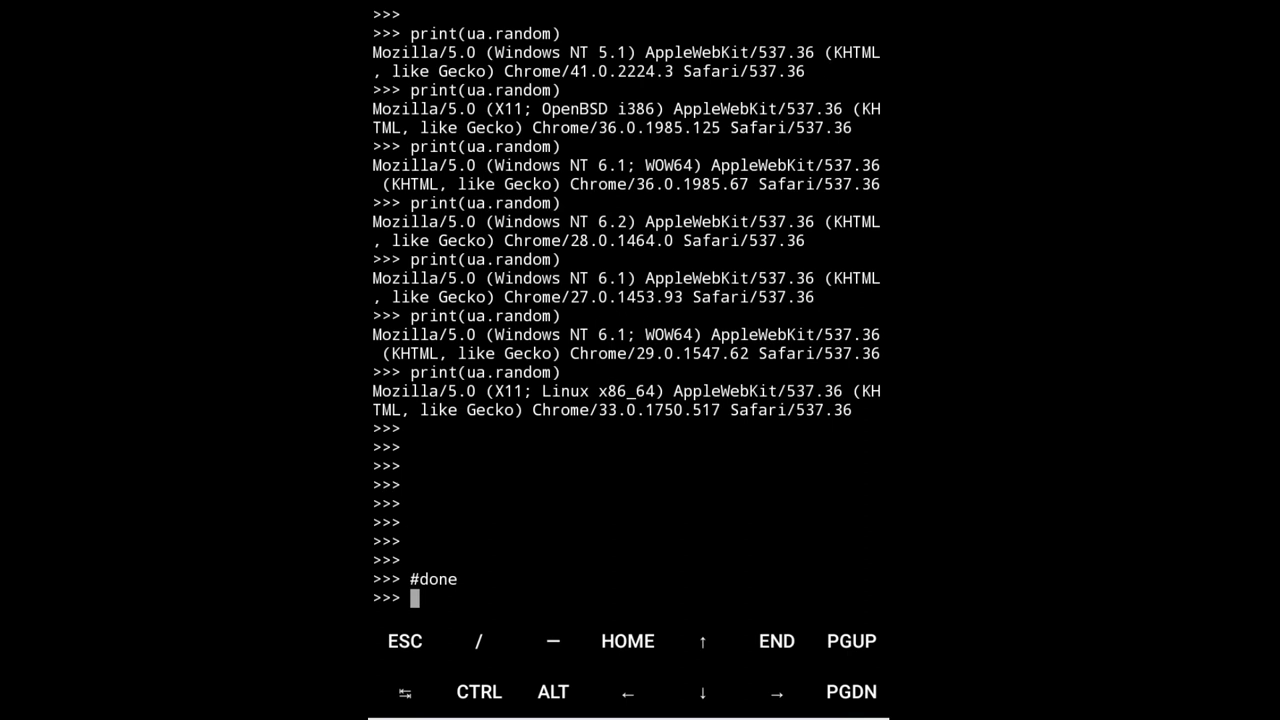 >>>
>>> print(ua.random)
Mozilla/5.0 (Windows NT 5.1) AppleWebKit/537.36 (KHTML
, like Gecko) Chrome/41.0.2224.3 Safari/537.36
>>> print(ua.random)
Mozilla/5.0 (X11; OpenBSD i386) AppleWebKit/537.36 (KH
TML, like Gecko) Chrome/36.0.1985.125 Safari/537.36
>>> print(ua.random)
Mozilla/5.0 (Windows NT 6.1; WOW64) AppleWebKit/537.36
 (KHTML, like Gecko) Chrome/36.0.1985.67 Safari/537.36
>>> print(ua.random)
Mozilla/5.0 (Windows NT 6.2) AppleWebKit/537.36 (KHTML
, like Gecko) Chrome/28.0.1464.0 Safari/537.36
>>> print(ua.random)
Mozilla/5.0 (Windows NT 6.1) AppleWebKit/537.36 (KHTML
, like Gecko) Chrome/27.0.1453.93 Safari/537.36
>>> print(ua.random)
Mozilla/5.0 (Windows NT 6.1; WOW64) AppleWebKit/537.36
 (KHTML, like Gecko) Chrome/29.0.1547.62 Safari/537.36
>>> print(ua.random)
Mozilla/5.0 (X11; Linux x86_64) AppleWebKit/537.36 (KH
TML, like Gecko) Chrome/33.0.1750.517 Safari/537.36
>>>
>>>
>>>
>>>
>>>
>>>
>>>
>>>
>>> #done
>>>
ESC / — HOME ↑ END PGUP
↹ CTRL ALT ← ↓ → PGDN